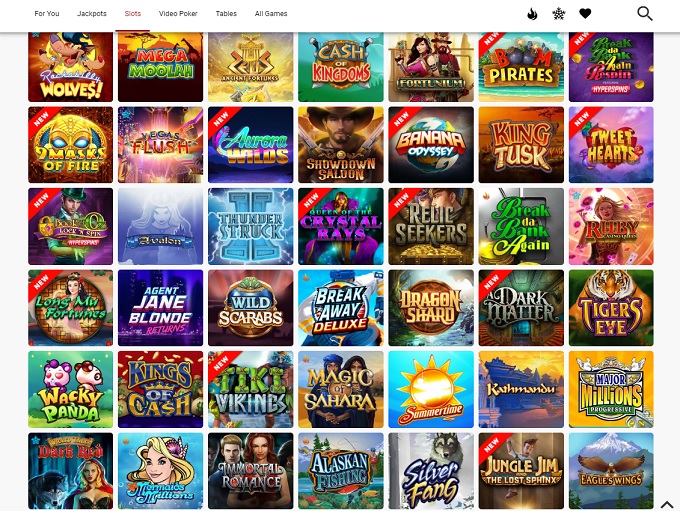 For You
Jackpots
Slots
Video Poker
Tables
All Games
Rockabilly
WOLVES!
MEGA
MOOLAH
ANCIENT FORTUNES
CASH
OF
KINGDOMS
FORTUNIUM
NEW
BOOM
PIRATES
NEW
Break
da Bank
Again
Respin
HYPERSPINS
NEW
9 MASKS
OF FIRE
VEGAS
FLUSH
NEW
Aurora
WILDS
SHOWDOWN
SALOON
NEW
BANANA
ODYSSEY
KING
TUSK
NEW
TWEET
HEARTS
NEW
LOCK 'N SPIN
HYPERSPINS
Avalon
THUNDER
STRUCK
II
NEW
QUEEN OF THE
CRYSTAL
RAYS
NEW
RELIC
SEEKERS
Break
da
Bank
Again
RUBY
CASINO QUEEN
NEW
Long Mu
Fortunes
AGENT
JANE
BLONDE
RETURNS
WILD
SCARABS
BREAK
AWAY
DELUXE
DRAGON
SHARD
NEW
A
DARK
MATTER
TIGER'S
EYE
WACKY
PANDA
KINGS
OF CASH
NEW
TIKI
VIKINGS
MAGIC
OF
SAHARA
Summertime
Kathmandu
MAJOR
MILLIONS
PROGRESSIVE
Dark Red
Mermaids
Millions
IMMORTAL
ROMANCE
ALASKAN
FISHING
Silver
Fang
NEW
JUNGLE JIM
THE LOST SPHINX
EAGLE'S WINGS